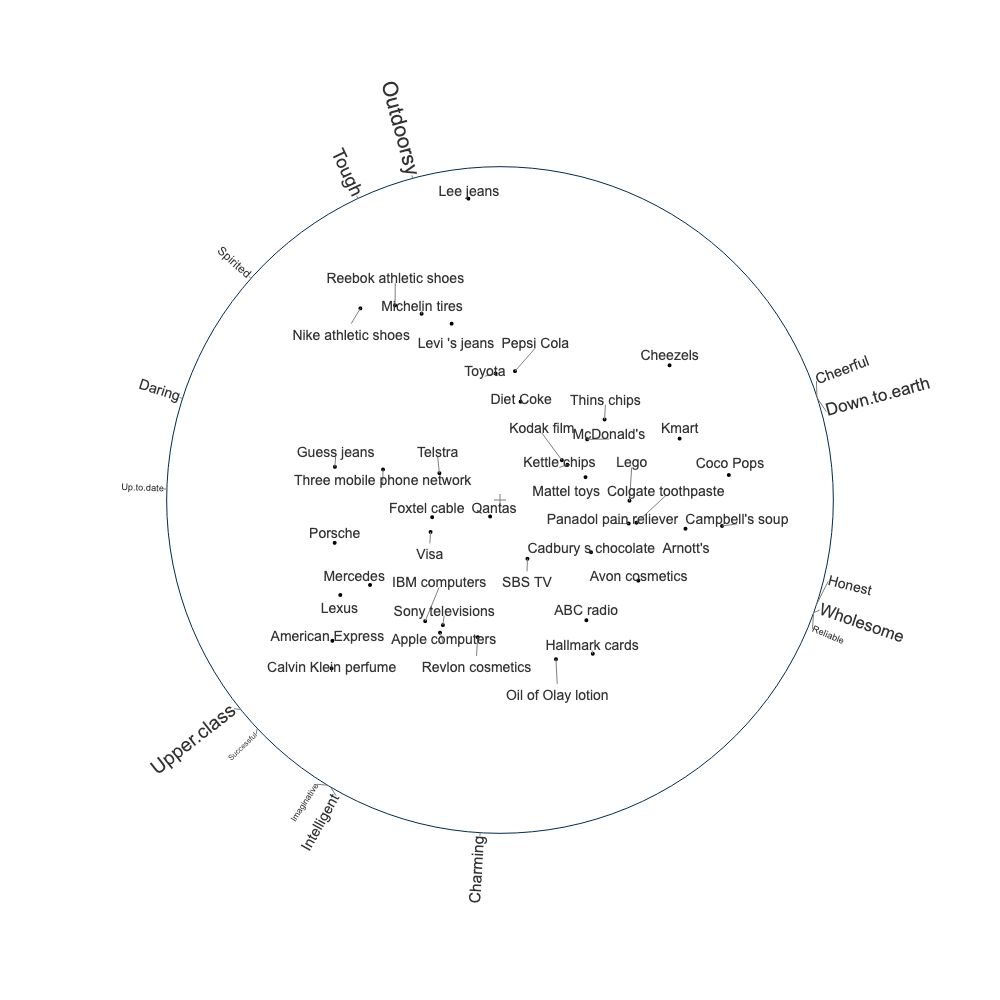 Outdoorsy
Tough
Lee jeans
Spirited
Reebok athletic shoes
Michelin tires
Nike athletic shoes
Levi 's jeans
Pepsi Cola
Cheezels
Toyota
Cheerful
Daring
Down.to.earth
Diet Coke
Thins chips
Kodak film
McDonald's
Kmart
Guess jeans
Telstra
Kettle chips
Lego
Coco Pops
Three mobile phone network
Up.to.date
Mattel toys
Colgate toothpaste
Foxtel cable
Qantas
Panadol pain reliever
Campbell's soup
Porsche
Visa
Cadbury s chocolate
Arnott's
Mercedes
IBM computers
SBS TV
Avon cosmetics
Honest
Lexus
Sony televisions
ABC radio
Wholesome
Reliable
American Express
Apple computers
Hallmark cards
Calvin Klein perfume
Revlon cosmetics
Oil of Olay lotion
Upper.class
Successful
Imaginative
Intelligent
Charming